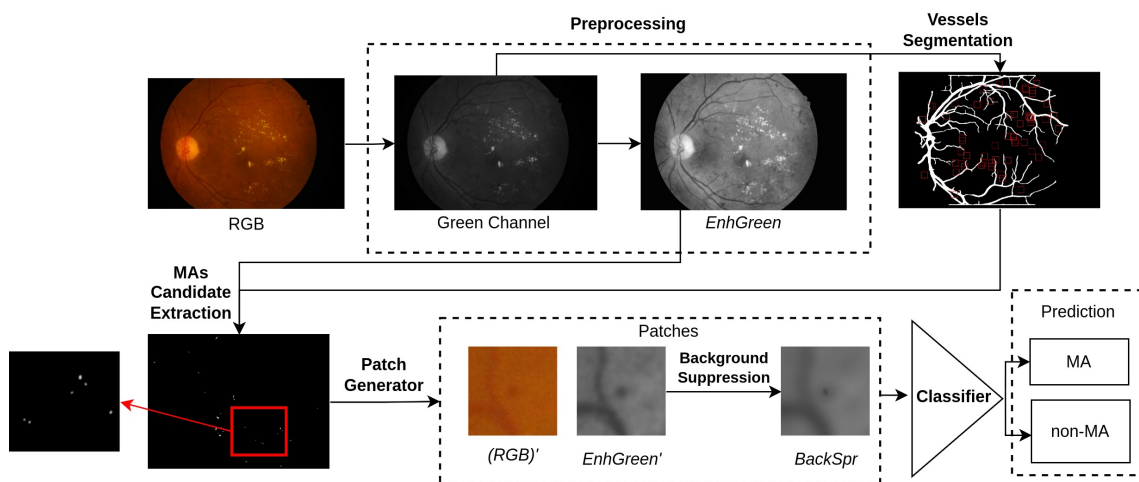 Preprocessing
Vessels
Segmentation
RGB
Green Channel
EnhGreen
MAs
Candidate
Extraction
Patch
Generator
Patches
Background
Suppression
(RGB)'
EnhGreen'
BackSpr
Classifier
Prediction
MA
non-MA